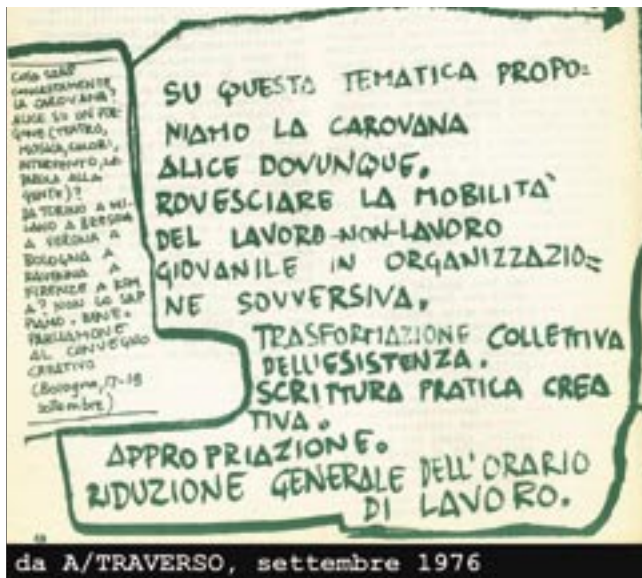 COSA SARÀ
CONCRETAMENTE
LA CAROVANA?
ALICE SU UN FUR-
GONE (TEATRO,
MUSICA, COLORI,
INTERVENTO, LA
PAROLA ALLA
GENTE)?
DA TORINO A MI-
LANO A BRESCIA
A VERONA A
BOLOGNA A
RAVENNA A
FIRENZE A ROM
A? NON LO SAP
PIAMO. BENE.
PARLIAMONE
AL CONVEGNO
CREATIVO
(Bologna, 17-18
settembre)
SU QUESTA TEMATICA PROPO=
NIAMO LA CAROVANA
ALICE DOVUNQUE.
ROVESCIARE LA MOBILITA'
DEL LAVORO-NON-LAVORO
GIOVANILE IN ORGANIZZAZIO=
NE SOVVERSIVA.
TRASFORMAZIONE COLLETTIVA
DELL'ESISTENZA.
SCRITTURA PRATICA CREA
TIVA.
APPROPRIAZIONE.
RIDUZIONE GENERALE DELL'ORARIO
DI LAVORO.
da A/TRAVERSO, settembre 1976